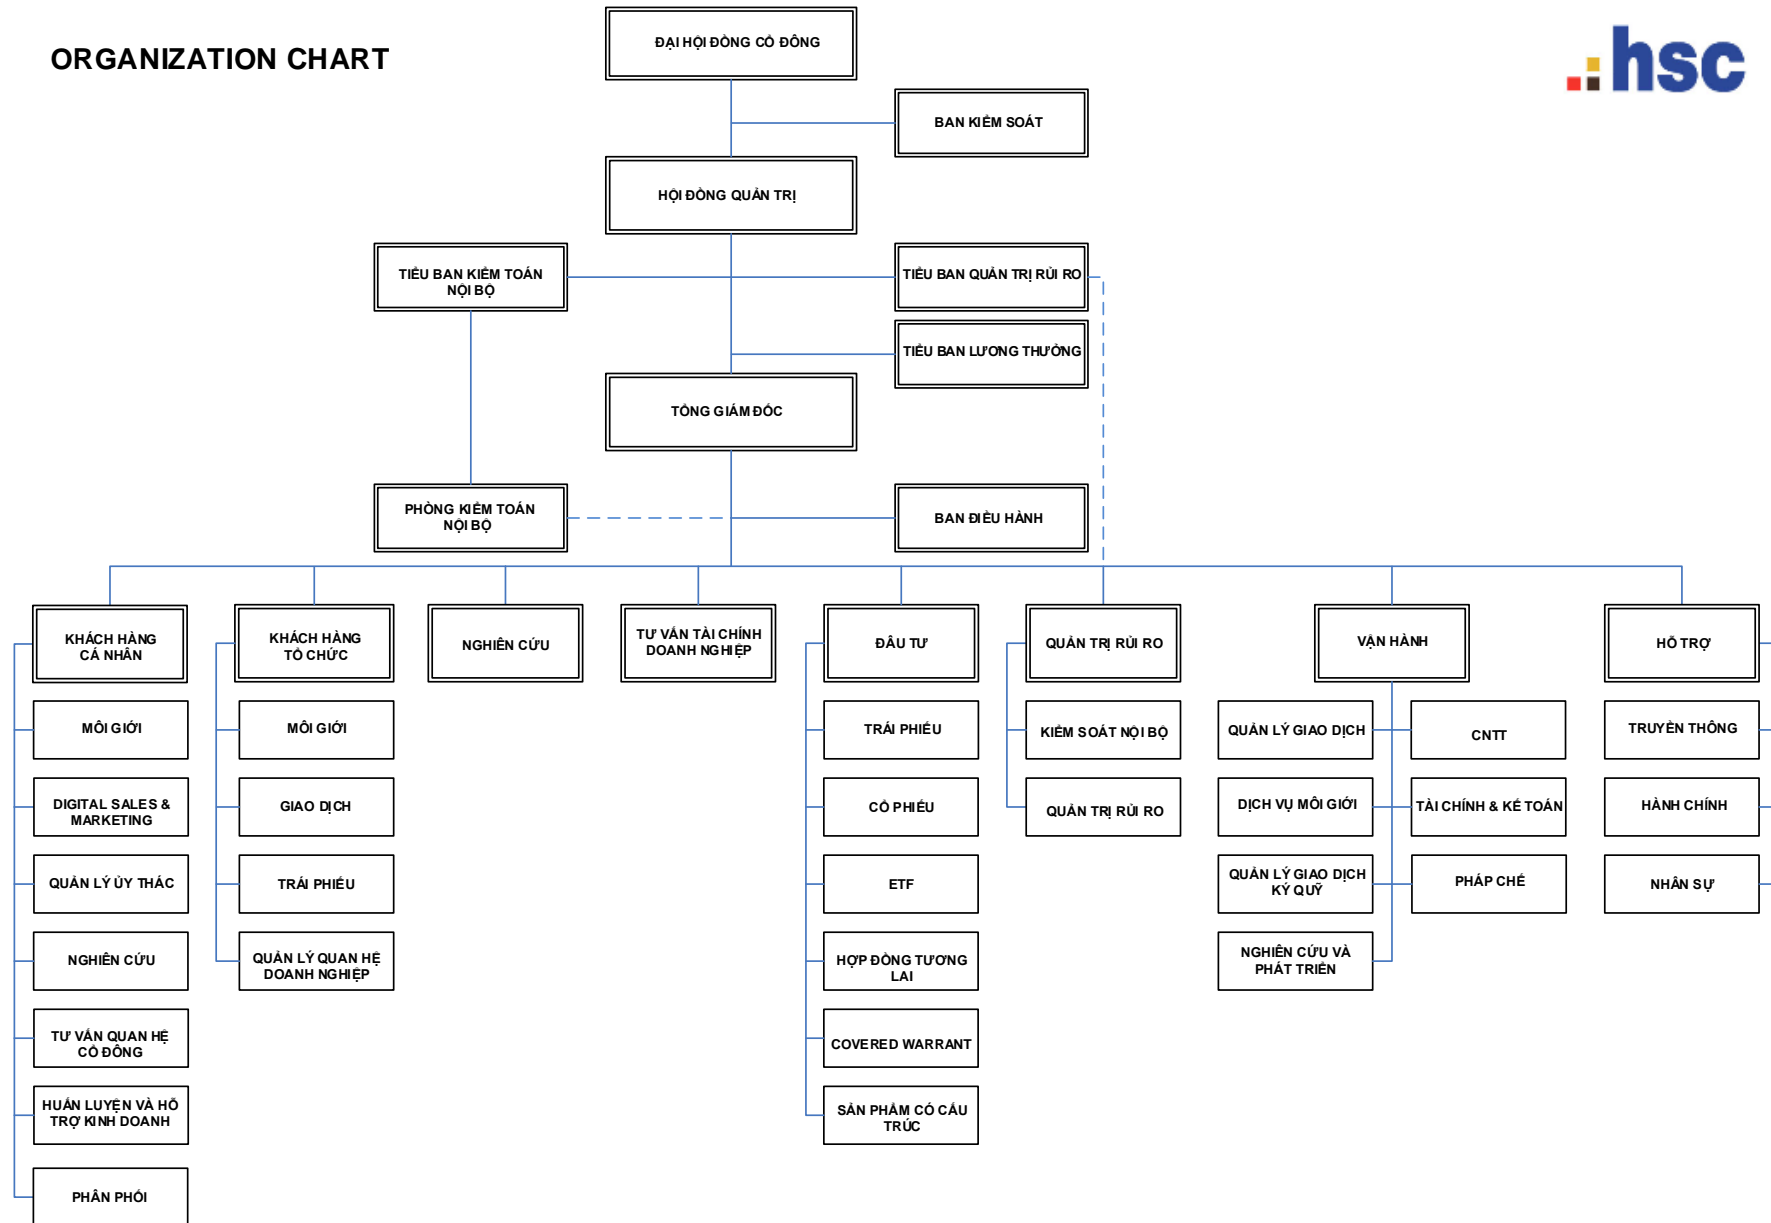 ORGANIZATION CHART
hsc
ĐẠI HỘI ĐỒNG CỔ ĐÔNG
BAN KIỂM SOÁT
HỘI ĐỒNG QUẢN TRỊ
TIỂU BAN KIỂM TOÁN
NỘI BỘ
TIỂU BAN QUẢN TRỊ RỦI RO
TIỂU BAN LƯƠNG THƯỞNG
TỔNG GIÁM ĐỐC
PHÒNG KIỂM TOÁN
NỘI BỘ
BAN ĐIỀU HÀNH
KHÁCH HÀNG
CÁ NHÂN
MÔI GIỚI
DIGITAL SALES &
MARKETING
QUẢN LÝ ỦY THÁC
NGHIÊN CỨU
TƯ VẤN QUAN HỆ
CỔ ĐÔNG
HUẤN LUYỆN VÀ HỖ
TRỢ KINH DOANH
PHÂN PHỐI
KHÁCH HÀNG
TỔ CHỨC
MÔI GIỚI
GIAO DỊCH
TRÁI PHIẾU
QUẢN LÝ QUAN HỆ
DOANH NGHIỆP
NGHIÊN CỨU
TƯ VẤN TÀI CHÍNH
DOANH NGHIỆP
ĐẦU TƯ
TRÁI PHIẾU
CỔ PHIẾU
ETF
HỢP ĐỒNG TƯƠNG
LAI
COVERED WARRANT
SẢN PHẨM CÓ CẤU
TRÚC
QUẢN TRỊ RỦI RO
KIỂM SOÁT NỘI BỘ
QUẢN TRỊ RỦI RO
VẬN HÀNH
QUẢN LÝ GIAO DỊCH
CNTT
DỊCH VỤ MÔI GIỚI
TÀI CHÍNH & KẾ TOÁN
QUẢN LÝ GIAO DỊCH
KÝ QUỸ
PHÁP CHẾ
NGHIÊN CỨU VÀ
PHÁT TRIỂN
HỖ TRỢ
TRUYỀN THÔNG
HÀNH CHÍNH
NHÂN SỰ